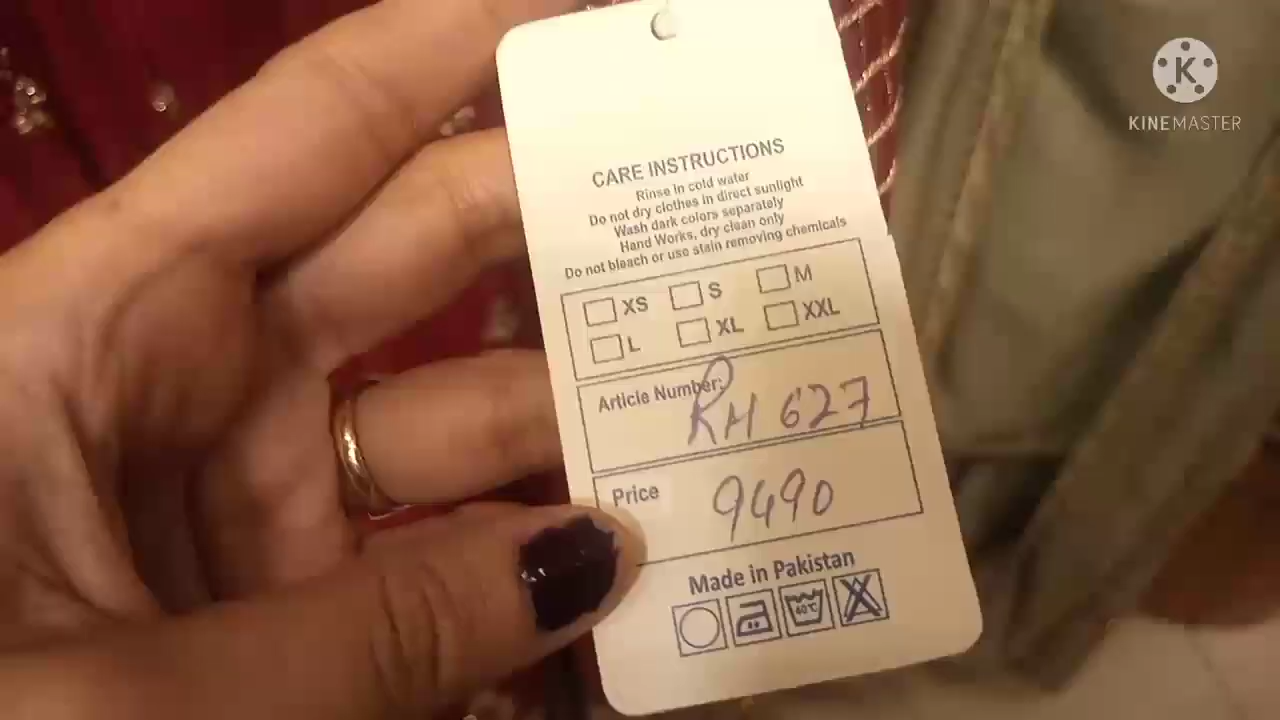 K
KINEMASTER
CARE INSTRUCTIONS
Rinse in cold water
Do not dry clothes in direct sunlight
Wash dark colors separately
Hand Works, dry clean only
Do not bleach or use stain removing chemicals
XS S M
L XL XXL
Article Number: RH 627
Price 9490
Made in Pakistan
40°C